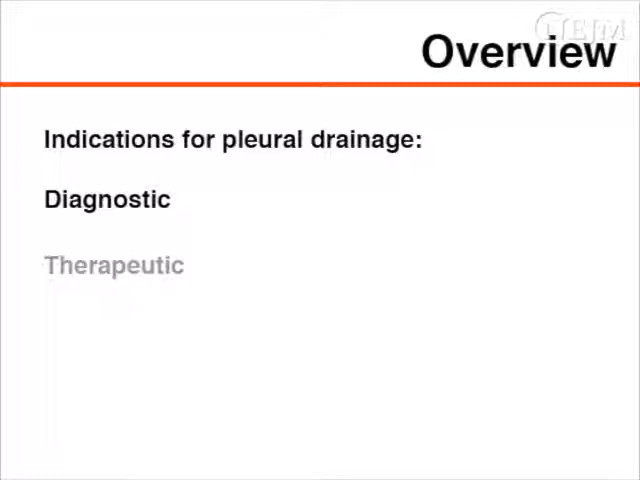 Overview
Indications for pleural drainage:
Diagnostic
Therapeutic